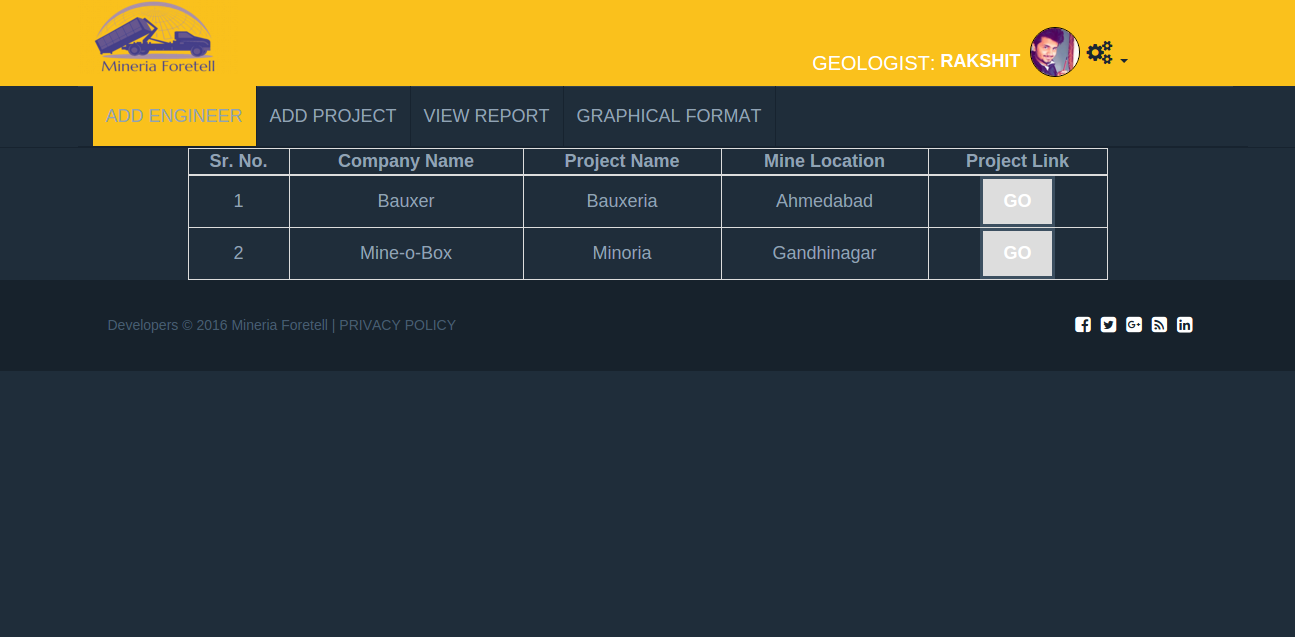 Mineria Foretell
GEOLOGIST: RAKSHIT
ADD ENGINEER ADD PROJECT VIEW REPORT GRAPHICAL FORMAT
Sr. No. Company Name Project Name Mine Location Project Link
1 Bauxer Bauxeria Ahmedabad GO
2 Mine-o-Box Minoria Gandhinagar GO
Developers © 2016 Mineria Foretell | PRIVACY POLICY